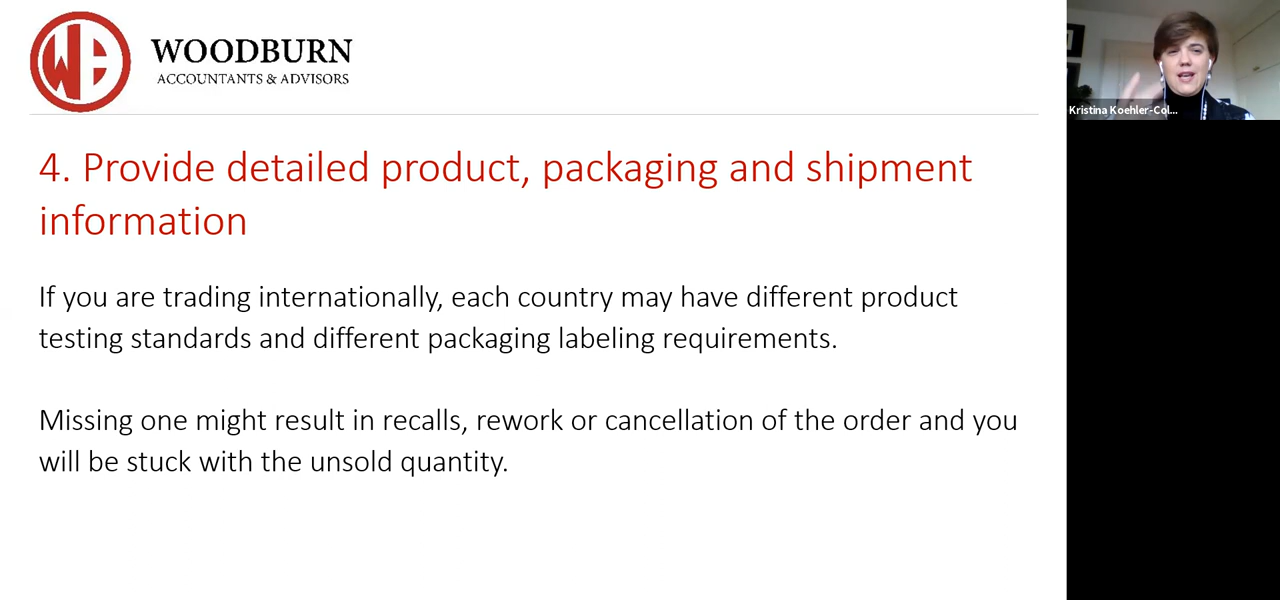 WOODBURN
ACCOUNTANTS & ADVISORS
Kristina Koehler-Col...
4. Provide detailed product, packaging and shipment
information
If you are trading internationally, each country may have different product
testing standards and different packaging labeling requirements.
Missing one might result in recalls, rework or cancellation of the order and you
will be stuck with the unsold quantity.